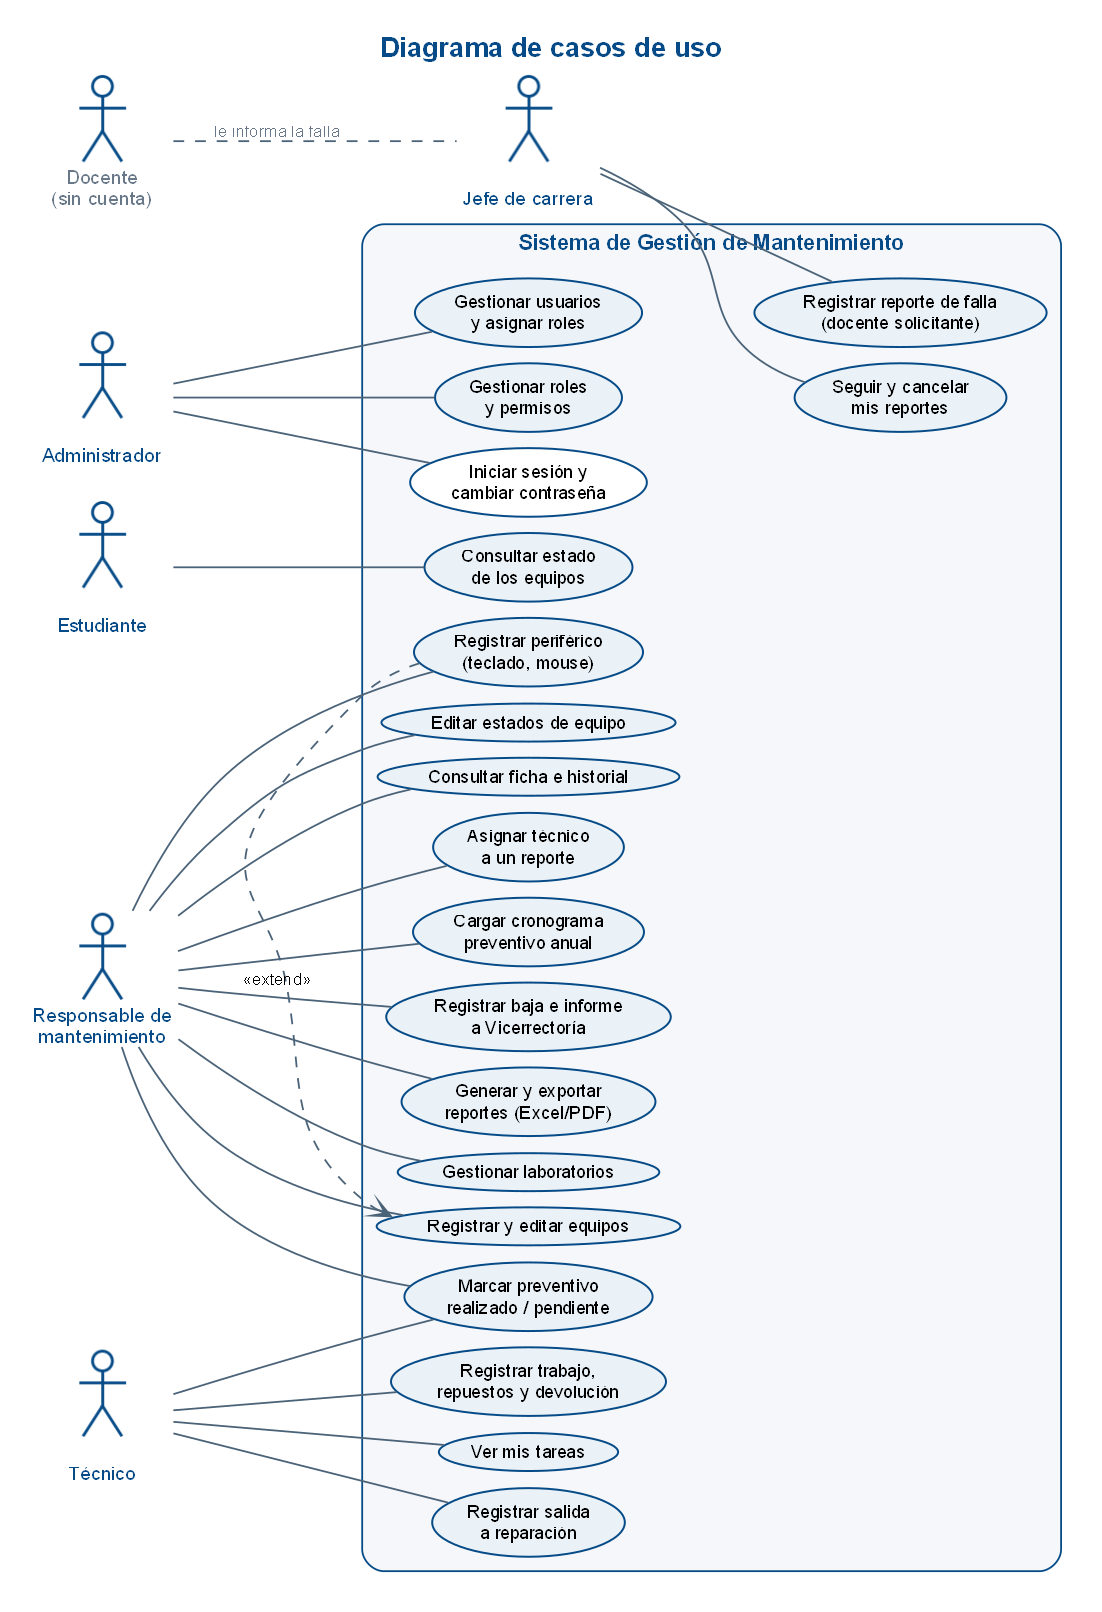 Diagrama de casos de uso
le informa la falla
Docente
(sin cuenta)
Jefe de carrera
Sistema de Gestión de Mantenimiento
Gestionar usuarios
y asignar roles
Registrar reporte de falla
(docente solicitante)
Gestionar roles
y permisos
Seguir y cancelar
mis reportes
Administrador
Iniciar sesión y
cambiar contraseña
Consultar estado
de los equipos
Estudiante
Registrar periférico
(teclado, mouse)
Editar estados de equipo
Consultar ficha e historial
Asignar técnico
a un reporte
Cargar cronograma
preventivo anual
«extend»
Responsable de
mantenimiento
Registrar baja e informe
a Vicerrectoría
Generar y exportar
reportes (Excel/PDF)
Gestionar laboratorios
Registrar y editar equipos
Marcar preventivo
realizado / pendiente
Registrar trabajo,
repuestos y devolución
Ver mis tareas
Técnico
Registrar salida
a reparación